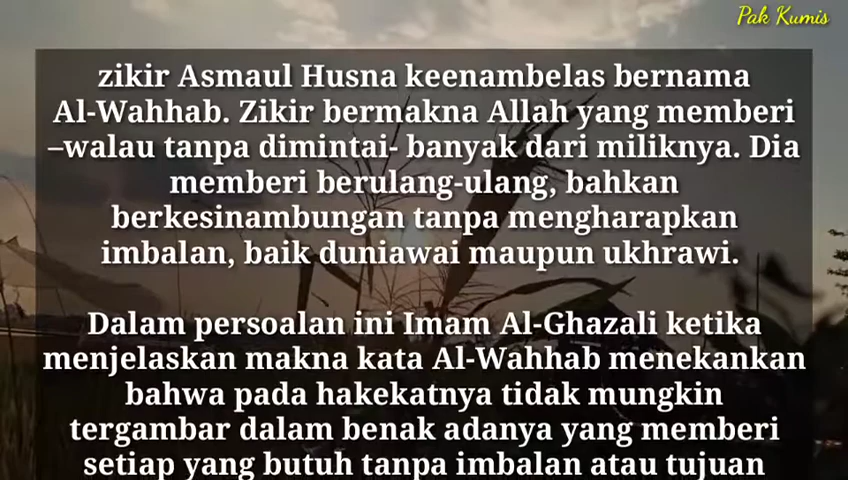 Pak Kumis
zikir Asmaul Husna keenambelas bernama
Al-Wahhab. Zikir bermakna Allah yang memberi
–walau tanpa dimintai- banyak dari miliknya. Dia
memberi berulang-ulang, bahkan
berkesinambungan tanpa mengharapkan
imbalan, baik duniawai maupun ukhrawi.
Dalam persoalan ini Imam Al-Ghazali ketika
menjelaskan makna kata Al-Wahhab menekankan
bahwa pada hakekatnya tidak mungkin
tergambar dalam benak adanya yang memberi
setiap yang butuh tanpa imbalan atau tujuan